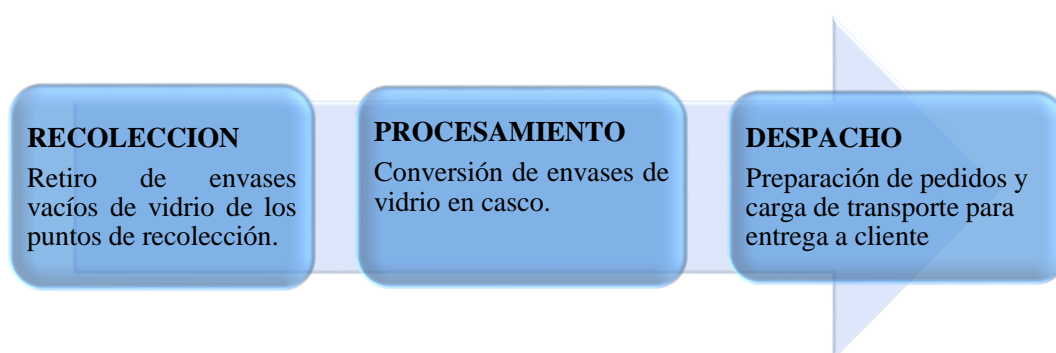 RECOLECCION
Retiro de envases
vacíos de vidrio de los
puntos de recolección.
PROCESAMIENTO
Conversión de envases de
vidrio en casco.
DESPACHO
Preparación de pedidos y
carga de transporte para
entrega a cliente